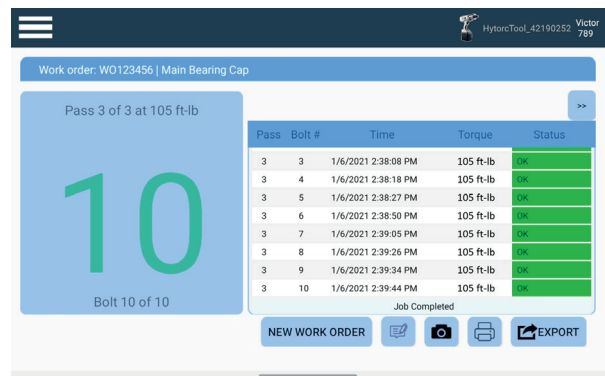 HytorcTool_42190252 Victor 789
Work order: WO123456 | Main Bearing Cap
Pass 3 of 3 at 105 ft-lb
10
Bolt 10 of 10
>>
Pass Bolt # Time Torque Status
3 3 1/6/2021 2:38:08 PM 105 ft-lb OK
3 4 1/6/2021 2:38:18 PM 105 ft-lb OK
3 5 1/6/2021 2:38:27 PM 105 ft-lb OK
3 6 1/6/2021 2:38:50 PM 105 ft-lb OK
3 7 1/6/2021 2:39:05 PM 105 ft-lb OK
3 8 1/6/2021 2:39:26 PM 105 ft-lb OK
3 9 1/6/2021 2:39:34 PM 105 ft-lb OK
3 10 1/6/2021 2:39:44 PM 105 ft-lb OK
Job Completed
NEW WORK ORDER EXPORT